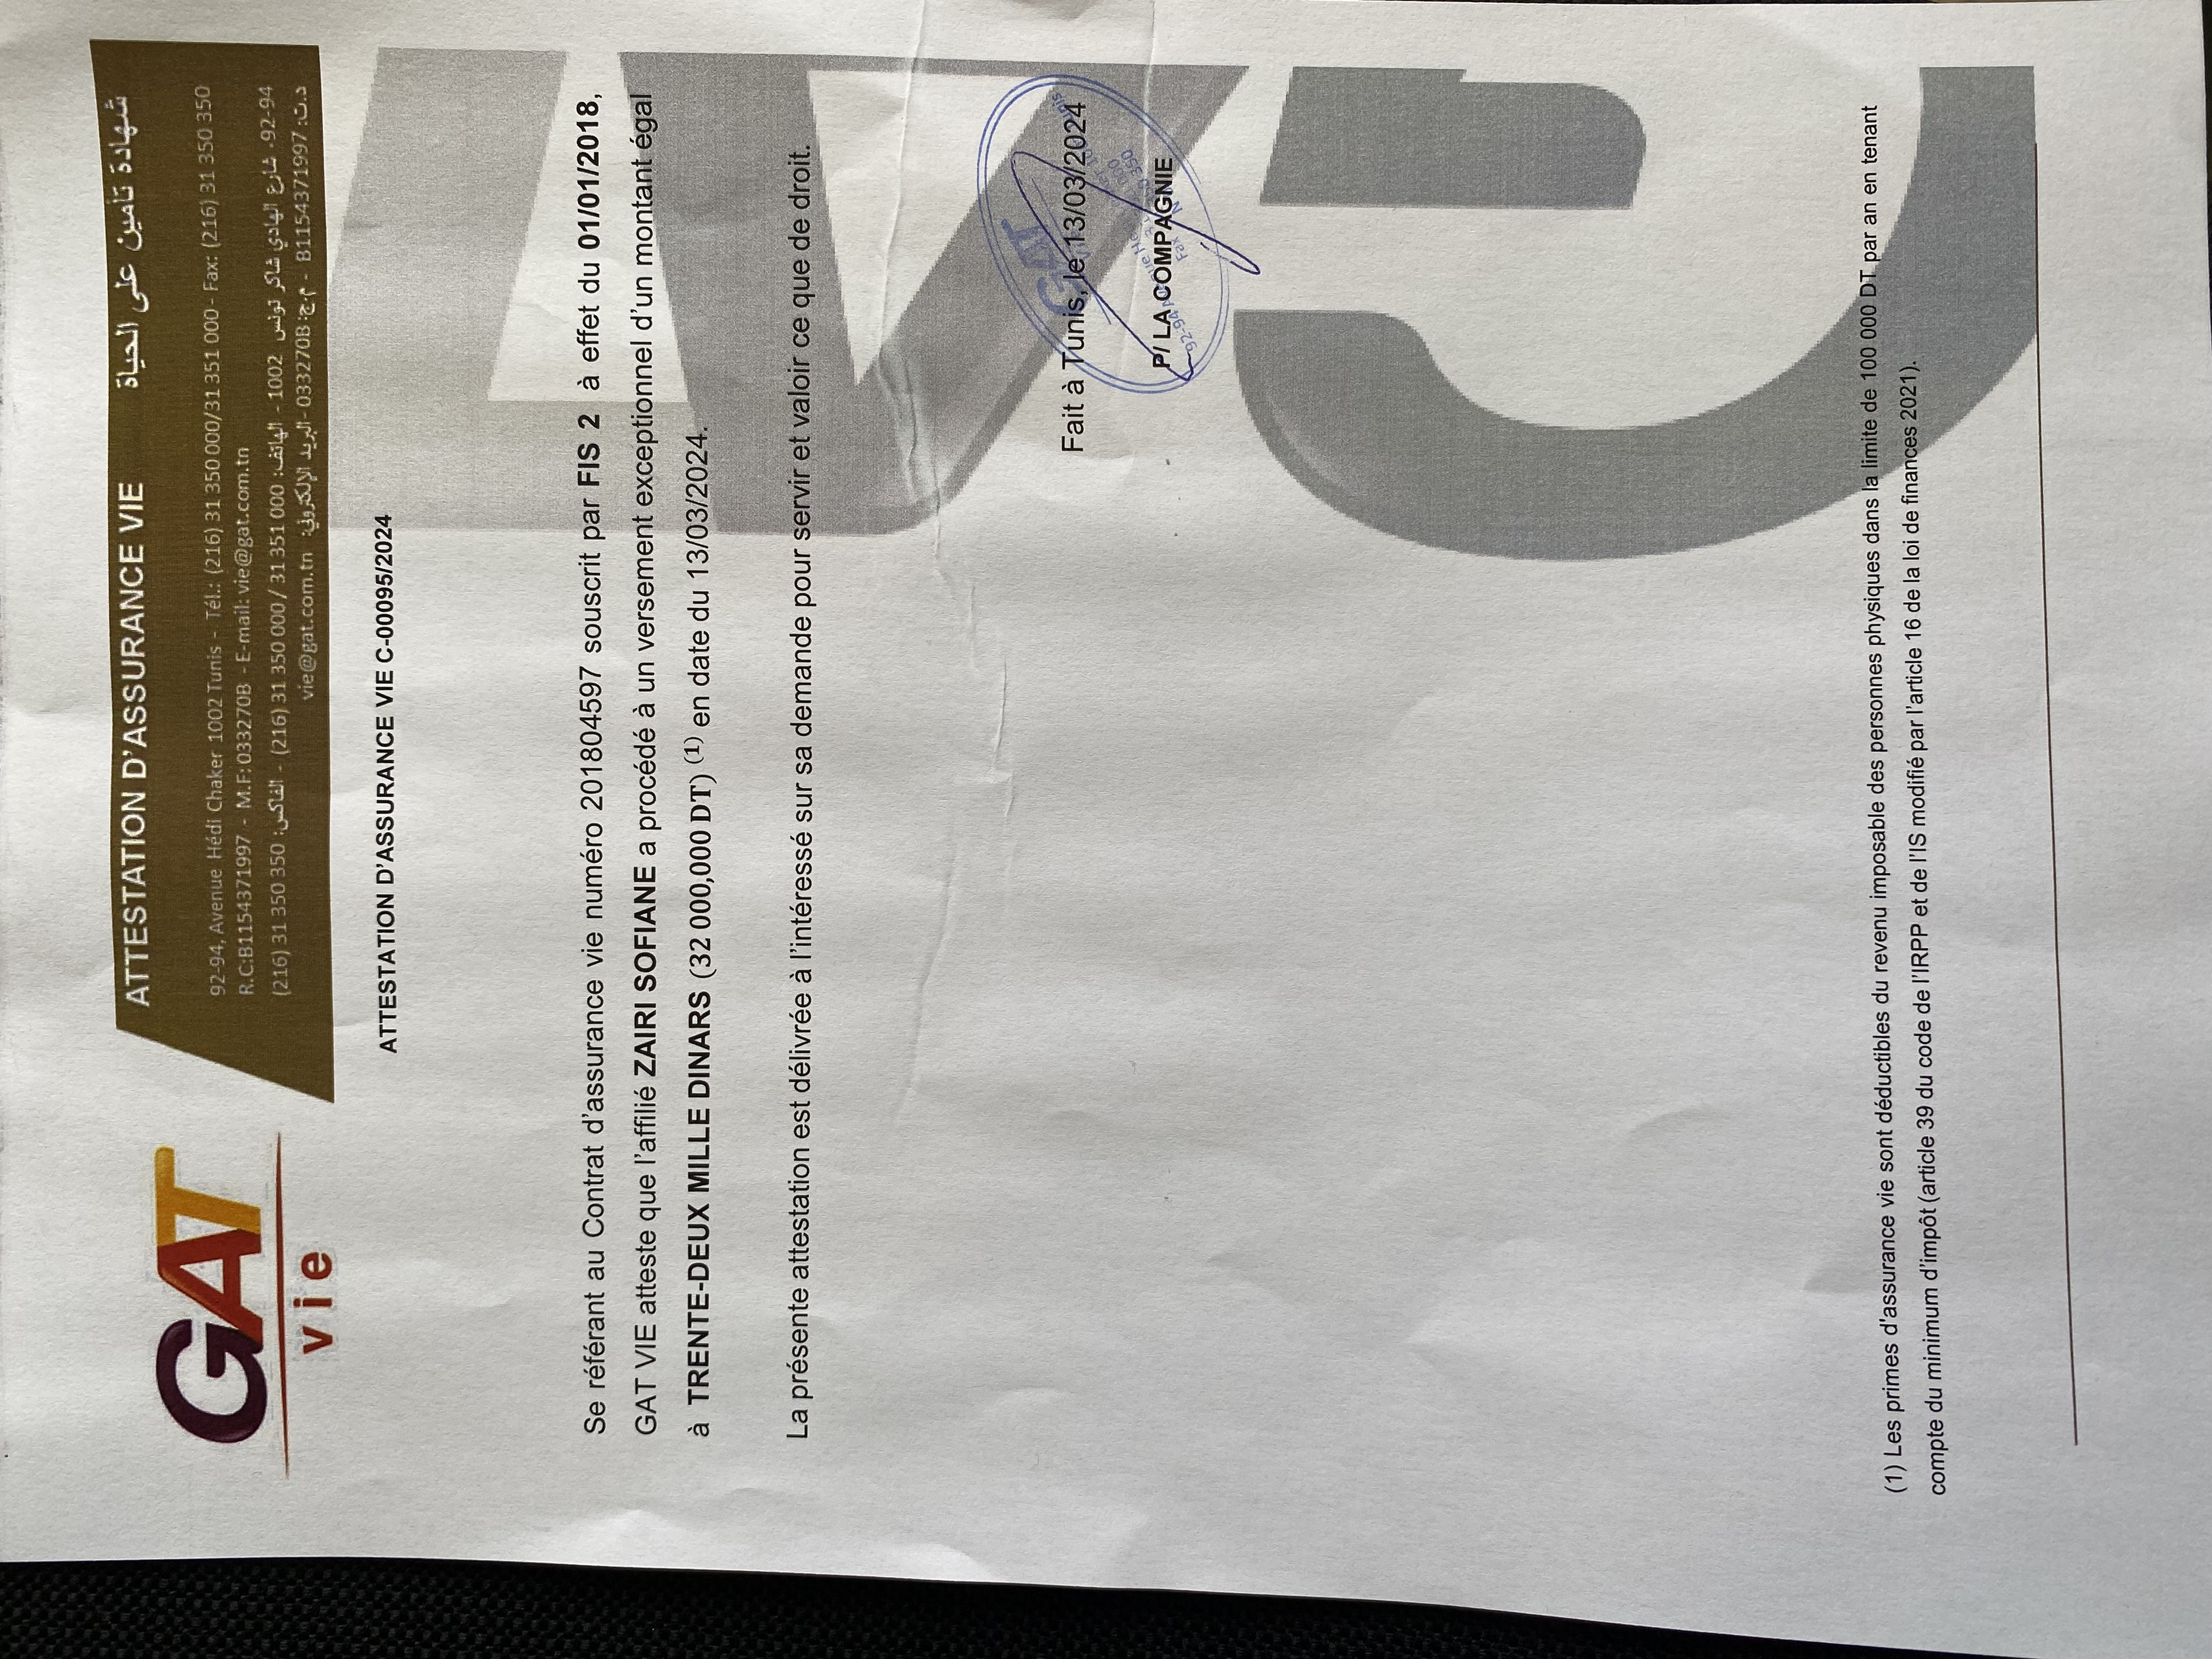 GAT
vie
ATTESTATION D’ASSURANCE VIE شهادة تأمين على الحياة
92-94, Avenue Hédi Chaker 1002 Tunis - Tél.: (216) 31 350 000/31 351 000 - Fax: (216) 31 350 350
R.C:B1154371997 - M.F: 033270B - E-mail: vie@gat.com.tn
92-94، شارع الهادي شاكر تونس 1002 - الهاتف: 31 351 000 / 31 350 000 (216) - الفاكس: 31 350 350 (216)
د.ت: B1154371997 - م.ج: 033270B - البريد الإلكتروني: vie@gat.com.tn
ATTESTATION D’ASSURANCE VIE C-00095/2024
Se référant au Contrat d’assurance vie numéro 201804597 souscrit par FIS 2 à effet du 01/01/2018,
GAT VIE atteste que l’affilié ZAIRI SOFIANE a procédé à un versement exceptionnel d’un montant égal
à TRENTE-DEUX MILLE DINARS (32 000,000 DT) (1) en date du 13/03/2024.
La présente attestation est délivrée à l’intéressé sur sa demande pour servir et valoir ce que de droit.
GAT
Fait à Tunis, le 13/03/2024
P/ LA COMPAGNIE
92-94 Avenue
Fax
(1) Les primes d'assurance vie sont déductibles du revenu imposable des personnes physiques dans la limite de 100 000 DT par an en tenant
compte du minimum d’impôt (article 39 du code de l’IRPP et de l’IS modifié par l’article 16 de la loi de finances 2021).